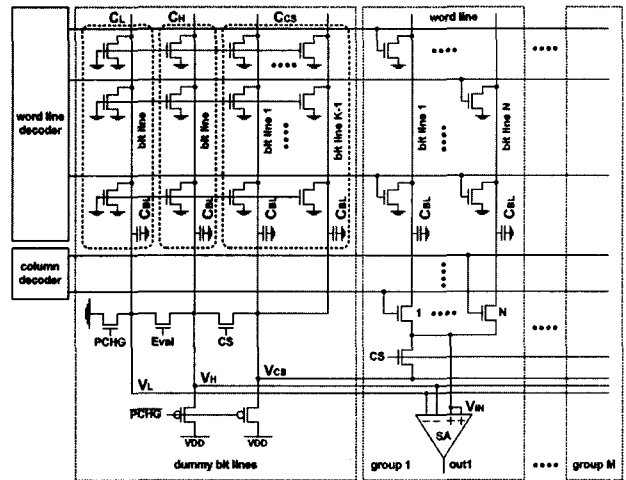 CL CH CCS word line
word line decoder
bit line
bit line
bit line 1
bit line K-1
bit line 1
bit line N
CBL CBL CBL CBL CBL CBL
column decoder
1 N
PCHG Eval CS
CS
VCB
VH
VL
VIN
PCHG
SA
VDD VDD
dummy bit lines group 1 out1 group M